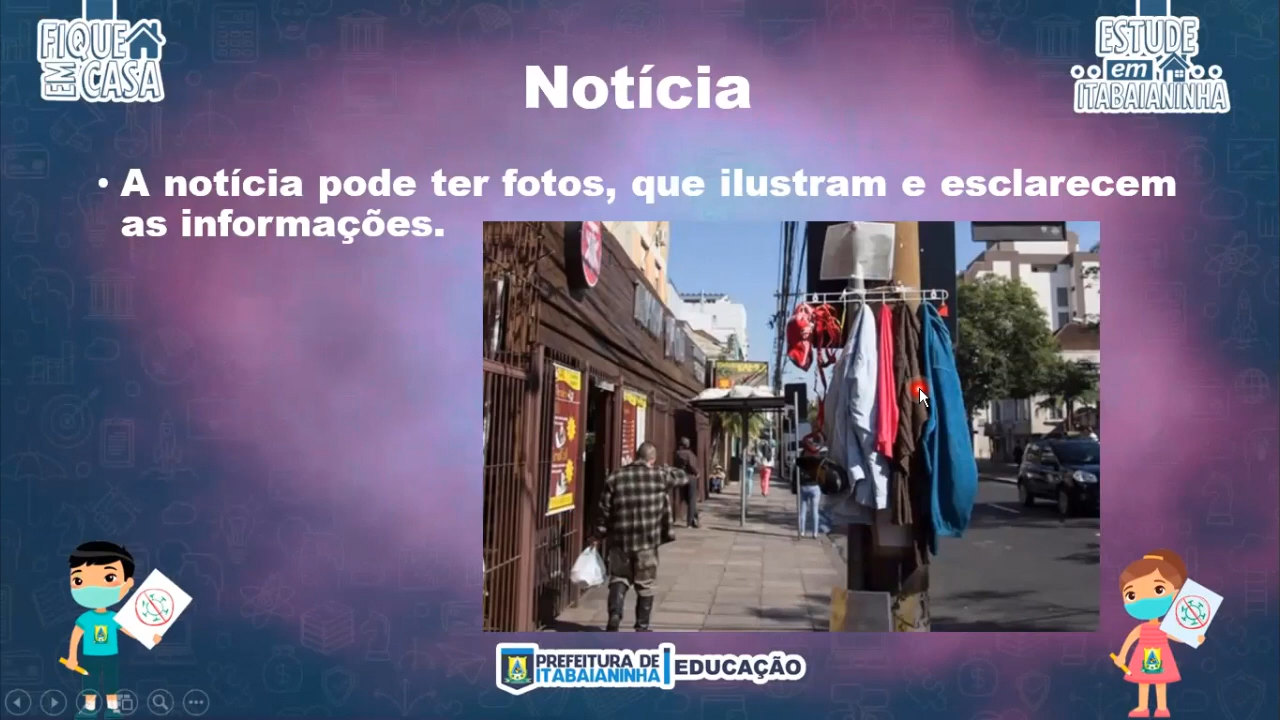 FIQUE
EM CASA
ESTUDE
em
ITABAIANINHA
Notícia
• A notícia pode ter fotos, que ilustram e esclarecem
as informações.
PREFEITURA DE
ITABAIANINHA
EDUCAÇÃO